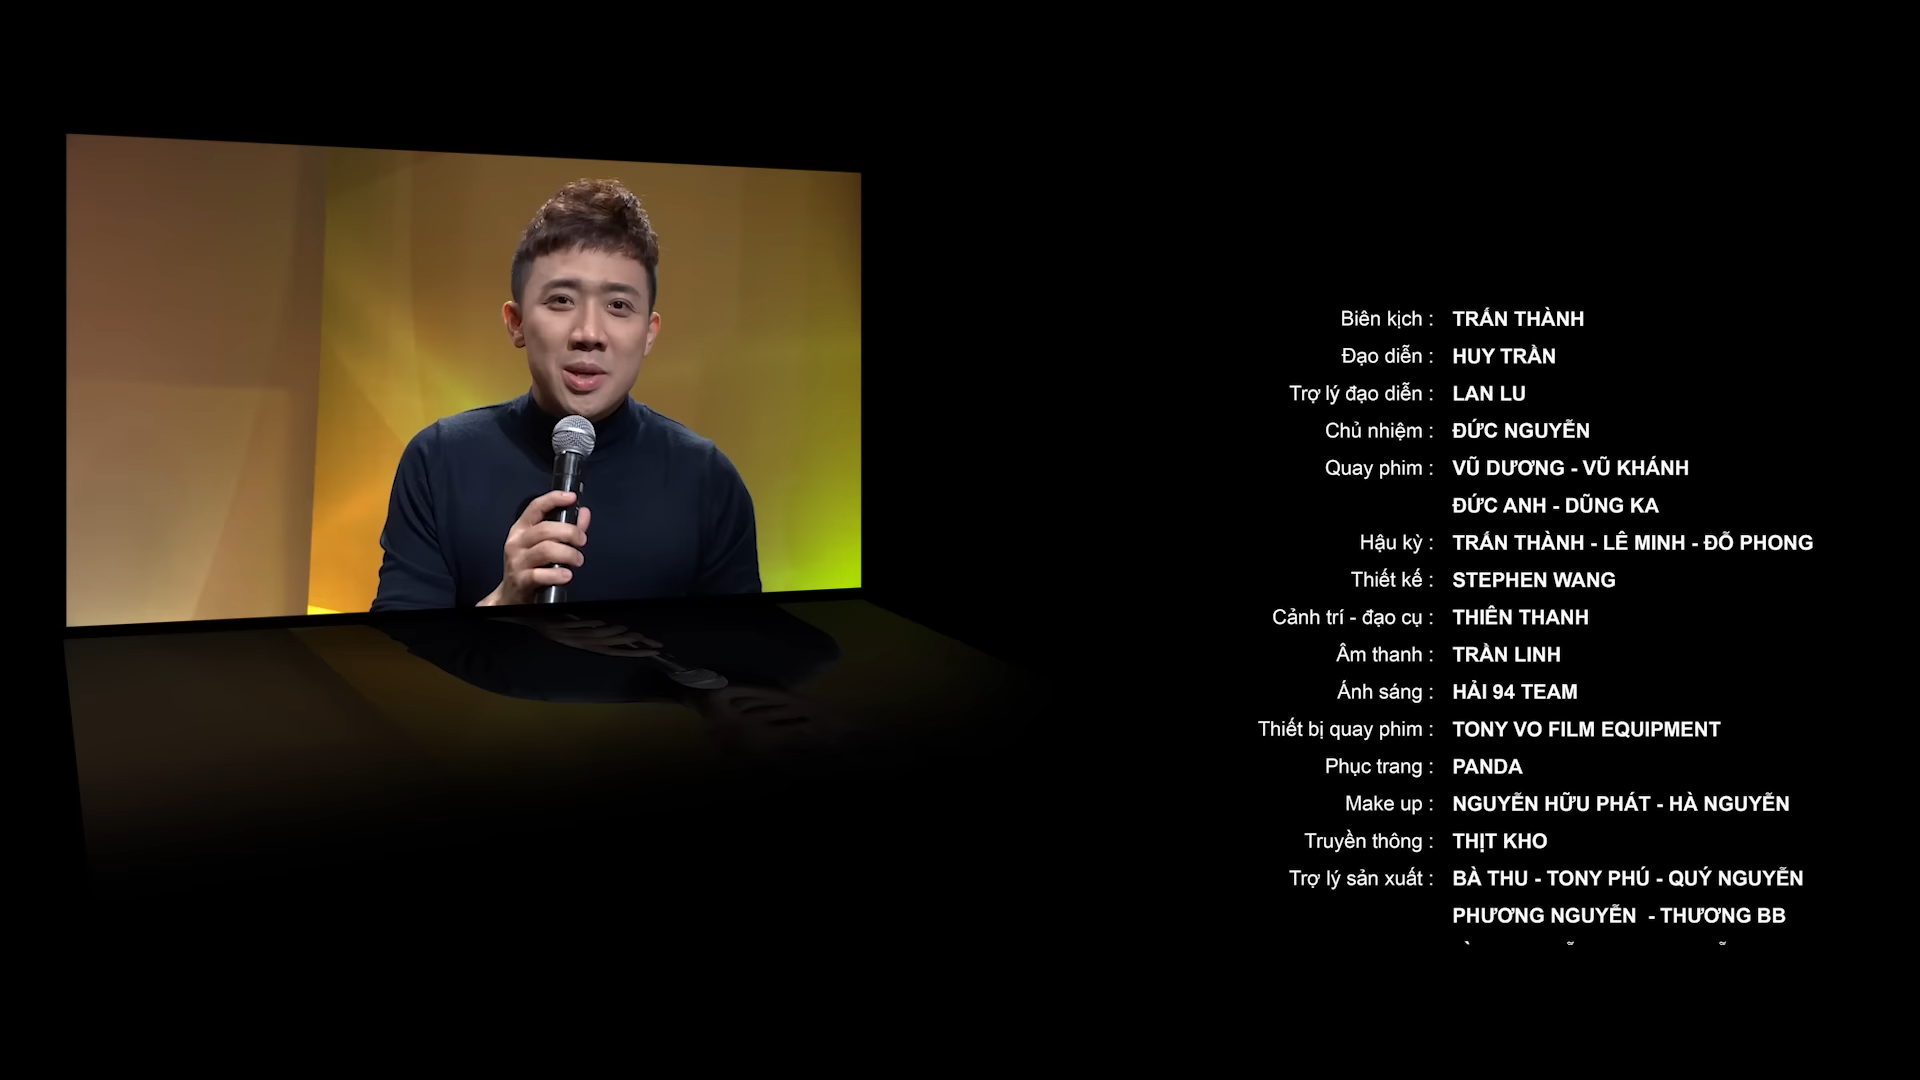 Biên kịch : TRẤN THÀNH
Đạo diễn : HUY TRẦN
Trợ lý đạo diễn : LAN LU
Chủ nhiệm : ĐỨC NGUYỄN
Quay phim : VŨ DƯƠNG - VŨ KHÁNH
ĐỨC ANH - DŨNG KA
Hậu kỳ : TRẤN THÀNH - LÊ MINH - ĐỖ PHONG
Thiết kế : STEPHEN WANG
Cảnh trí - đạo cụ : THIÊN THANH
Âm thanh : TRẦN LINH
Ánh sáng : HẢI 94 TEAM
Thiết bị quay phim : TONY VO FILM EQUIPMENT
Phục trang : PANDA
Make up : NGUYỄN HỮU PHÁT - HÀ NGUYỄN
Truyền thông : THỊT KHO
Trợ lý sản xuất : BÀ THU - TONY PHÚ - QUÝ NGUYỄN
PHƯƠNG NGUYỄN - THƯƠNG BB